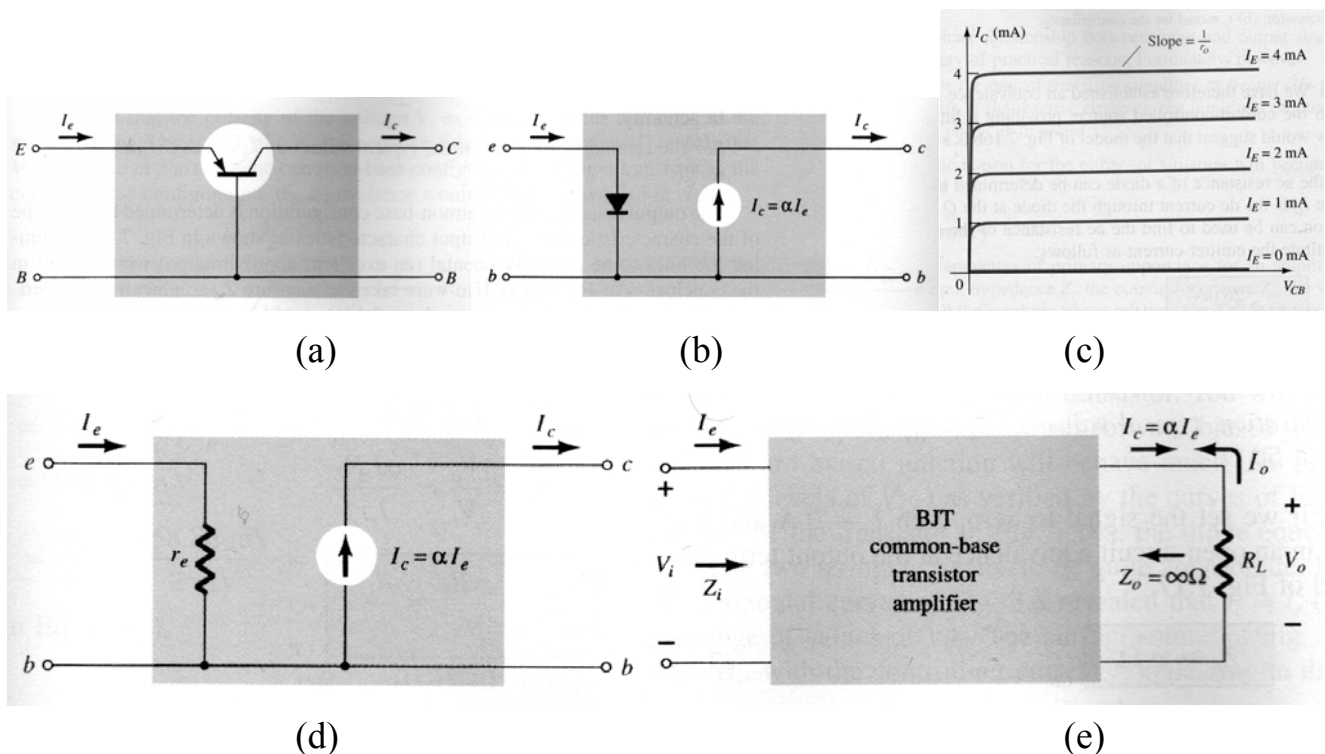 I_e
I_c
E
C
B
B
(a)
I_e
I_c
e
c
I_c = αI_e
b
b
(b)
I_C (mA)
Slope = 1/r_o
I_E = 4 mA
4
I_E = 3 mA
3
I_E = 2 mA
2
I_E = 1 mA
1
I_E = 0 mA
0
V_CB
(c)
I_e
I_c
e
c
r_e
I_c = αI_e
b
b
(d)
I_e
I_c = αI_e
I_o
+
+
BJT
common-base
transistor
amplifier
V_i
Z_i
Z_o = ∞Ω
R_L
V_o
−
−
(e)